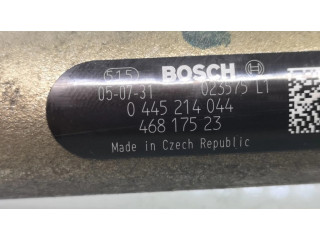 515 BOSCH
05-07-31 023575 L1
0 445 214 044
468 175 23
Made in Czech Republic